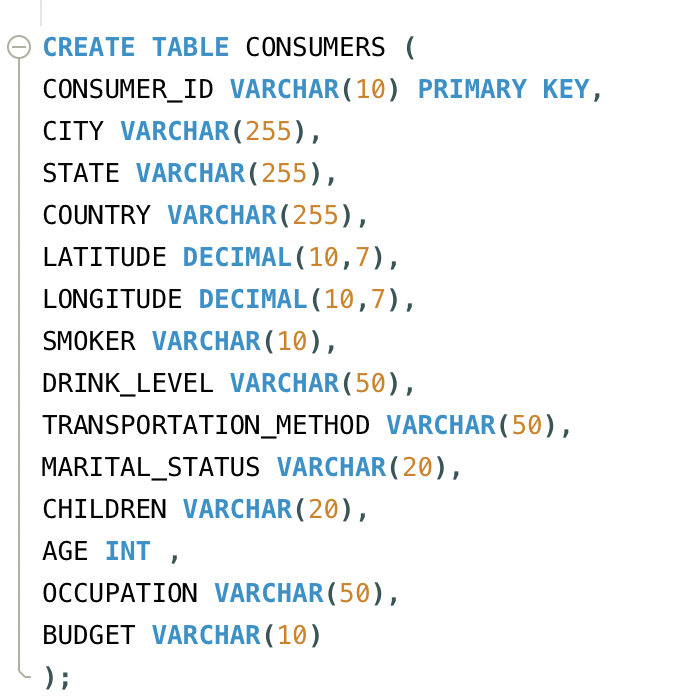 CREATE TABLE CONSUMERS (
CONSUMER_ID VARCHAR(10) PRIMARY KEY,
CITY VARCHAR(255),
STATE VARCHAR(255),
COUNTRY VARCHAR(255),
LATITUDE DECIMAL(10,7),
LONGITUDE DECIMAL(10,7),
SMOKER VARCHAR(10),
DRINK_LEVEL VARCHAR(50),
TRANSPORTATION_METHOD VARCHAR(50),
MARITAL_STATUS VARCHAR(20),
CHILDREN VARCHAR(20),
AGE INT ,
OCCUPATION VARCHAR(50),
BUDGET VARCHAR(10)
);